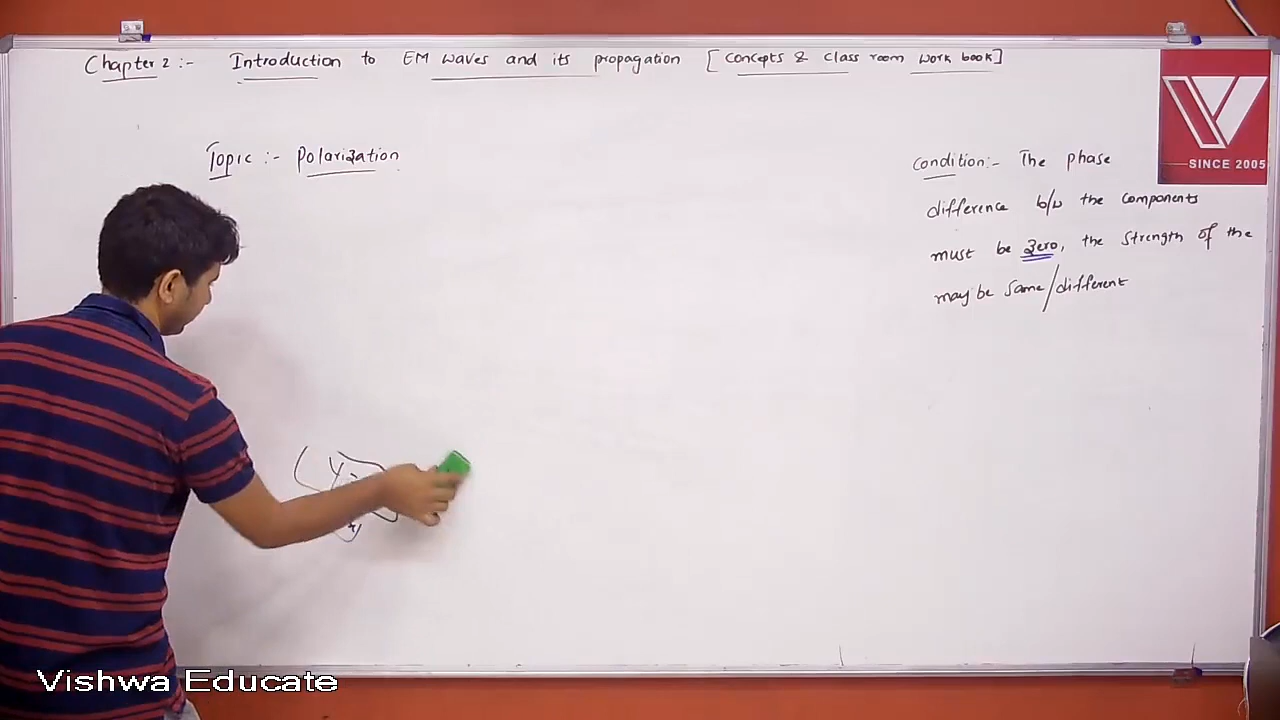 Chapter 2 :- Introduction to EM waves and its propagation [Concepts & Class room work book]
Topic :- Polarization
Condition:- The phase
difference b/w the components
must be zero, the strength of the
may be same/different
SINCE 2005
Vishwa Educate